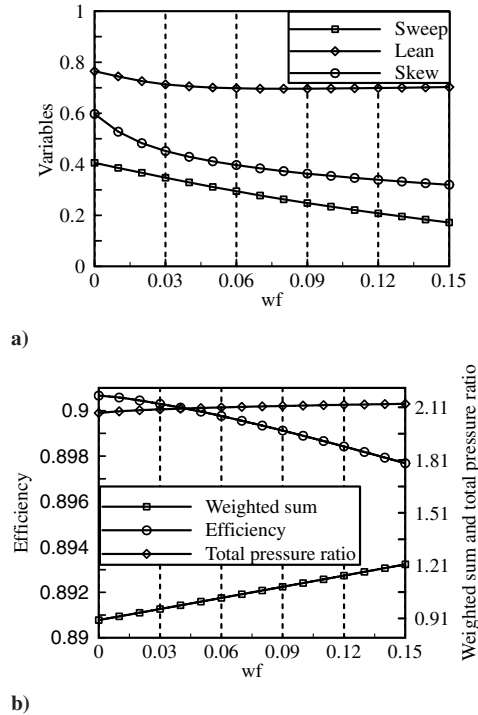 1
0.8
0.6
0.4
0.2
0
Variables
Sweep
Lean
Skew
0 0.03 0.06 0.09 0.12 0.15
wf
a)
0.9
0.898
0.896
0.894
0.892
0.89
Efficiency
Weighted sum
Efficiency
Total pressure ratio
2.11
1.81
1.51
1.21
0.91
Weighted sum and total pressure ratio
0 0.03 0.06 0.09 0.12 0.15
wf
b)